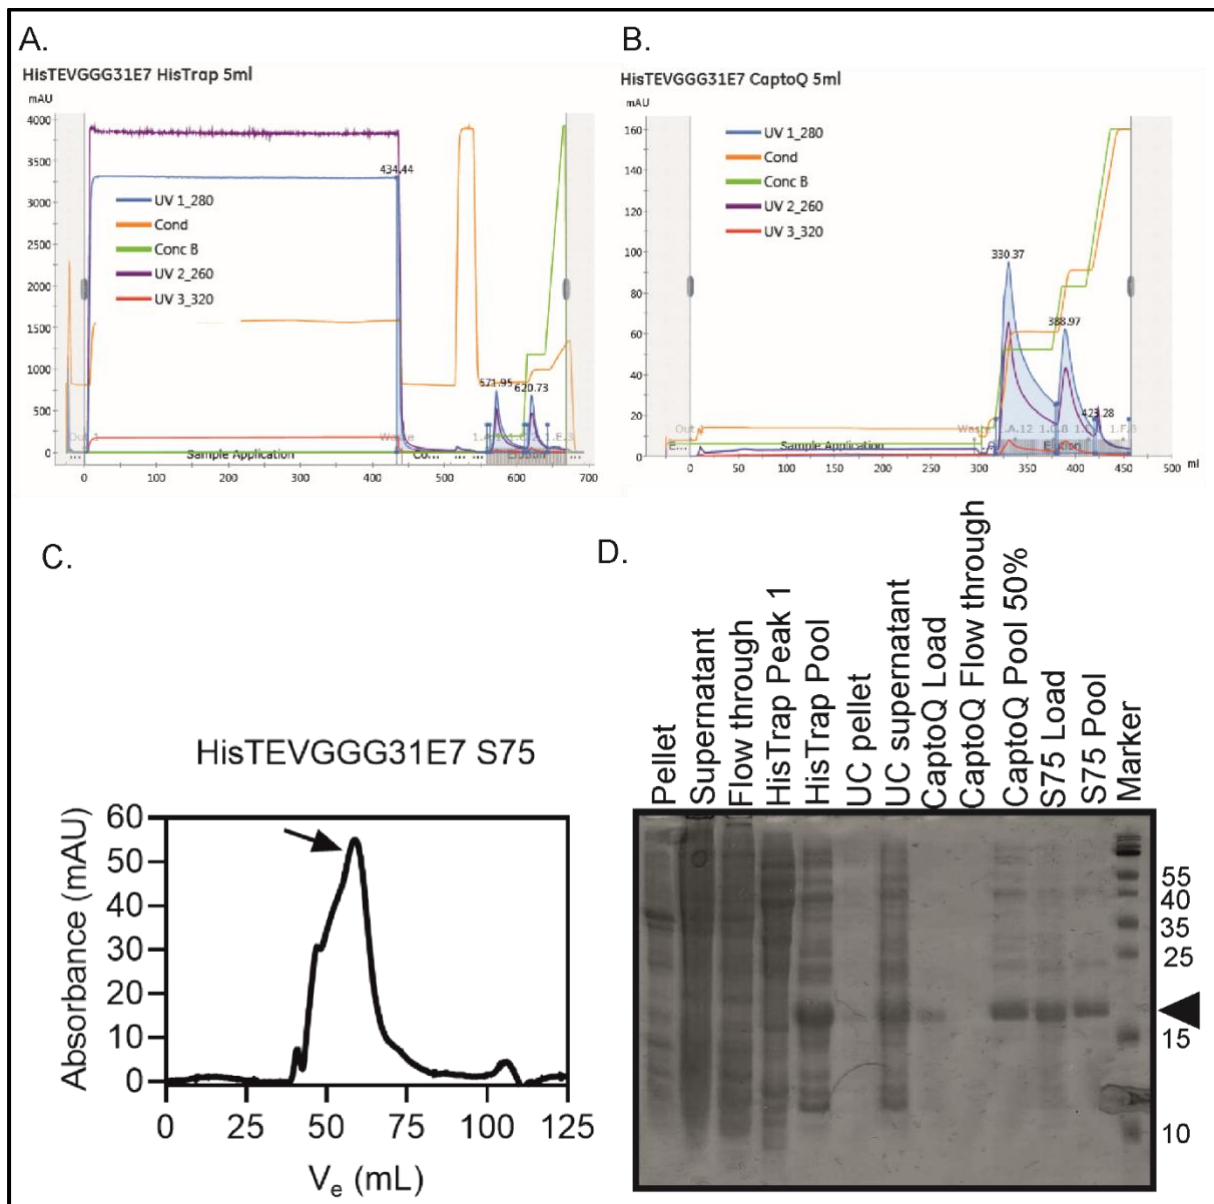 A.
HisTEVGGG31E7 HisTrap 5ml
mAU
4000
3500
3000
2500
2000
1500
1000
500
0
UV 1_280
Cond
Conc B
UV 2_260
UV 3_320
434.44
571.95
620.73
Sample Application
0 100 200 300 400 500 600 700
B.
HisTEVGGG31E7 CaptoQ 5ml
mAU
160
140
120
100
80
60
40
20
0
UV 1_280
Cond
Conc B
UV 2_260
UV 3_320
330.37
388.97
423.28
Sample Application
Elution
0 50 100 150 200 250 300 350 400 450 500
ml
C.
HisTEVGGG31E7 S75
Absorbance (mAU)
60
50
40
30
20
10
0
0 25 50 75 100 125
Ve (mL)
D.
Pellet
Supernatant
Flow through
HisTrap Peak 1
HisTrap Pool
UC pellet
UC supernatant
CaptoQ Load
CaptoQ Flow through
CaptoQ Pool 50%
S75 Load
S75 Pool
Marker
55
40
35
25
15
10